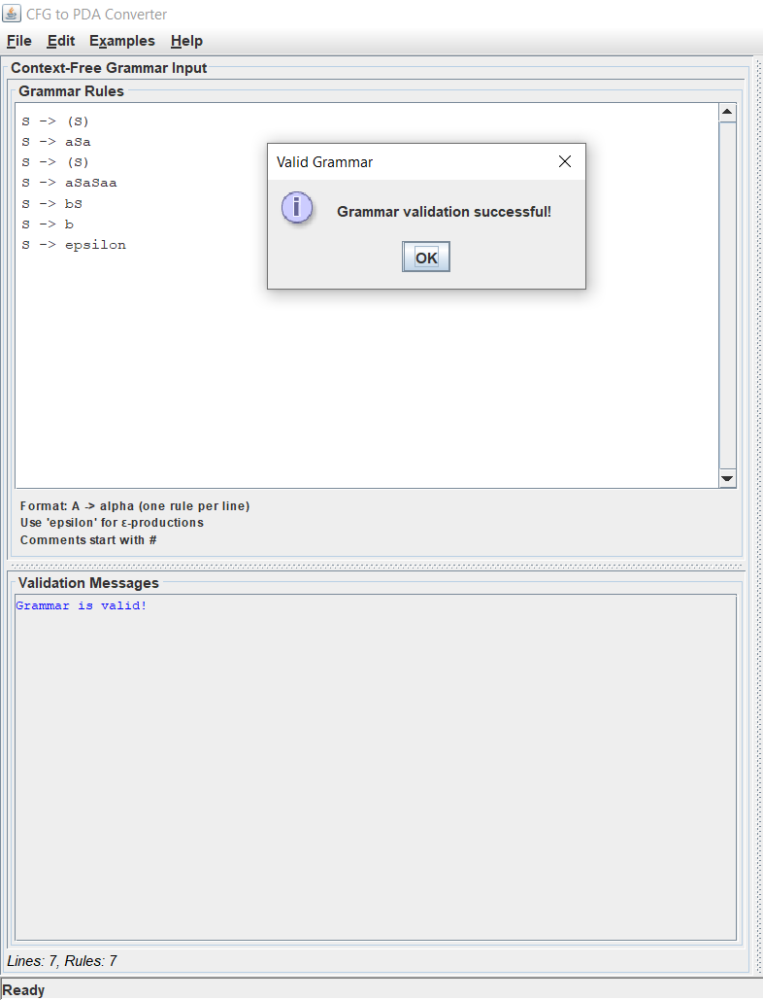 CFG to PDA Converter
File Edit Examples Help
Context-Free Grammar Input
Grammar Rules
S -> (S)
S -> aSa
S -> (S)
S -> aSaSaa
S -> bS
S -> b
S -> epsilon
Valid Grammar
i
Grammar validation successful!
OK
Format: A -> alpha (one rule per line)
Use 'epsilon' for ε-productions
Comments start with #
Validation Messages
Grammar is valid!
Lines: 7, Rules: 7
Ready